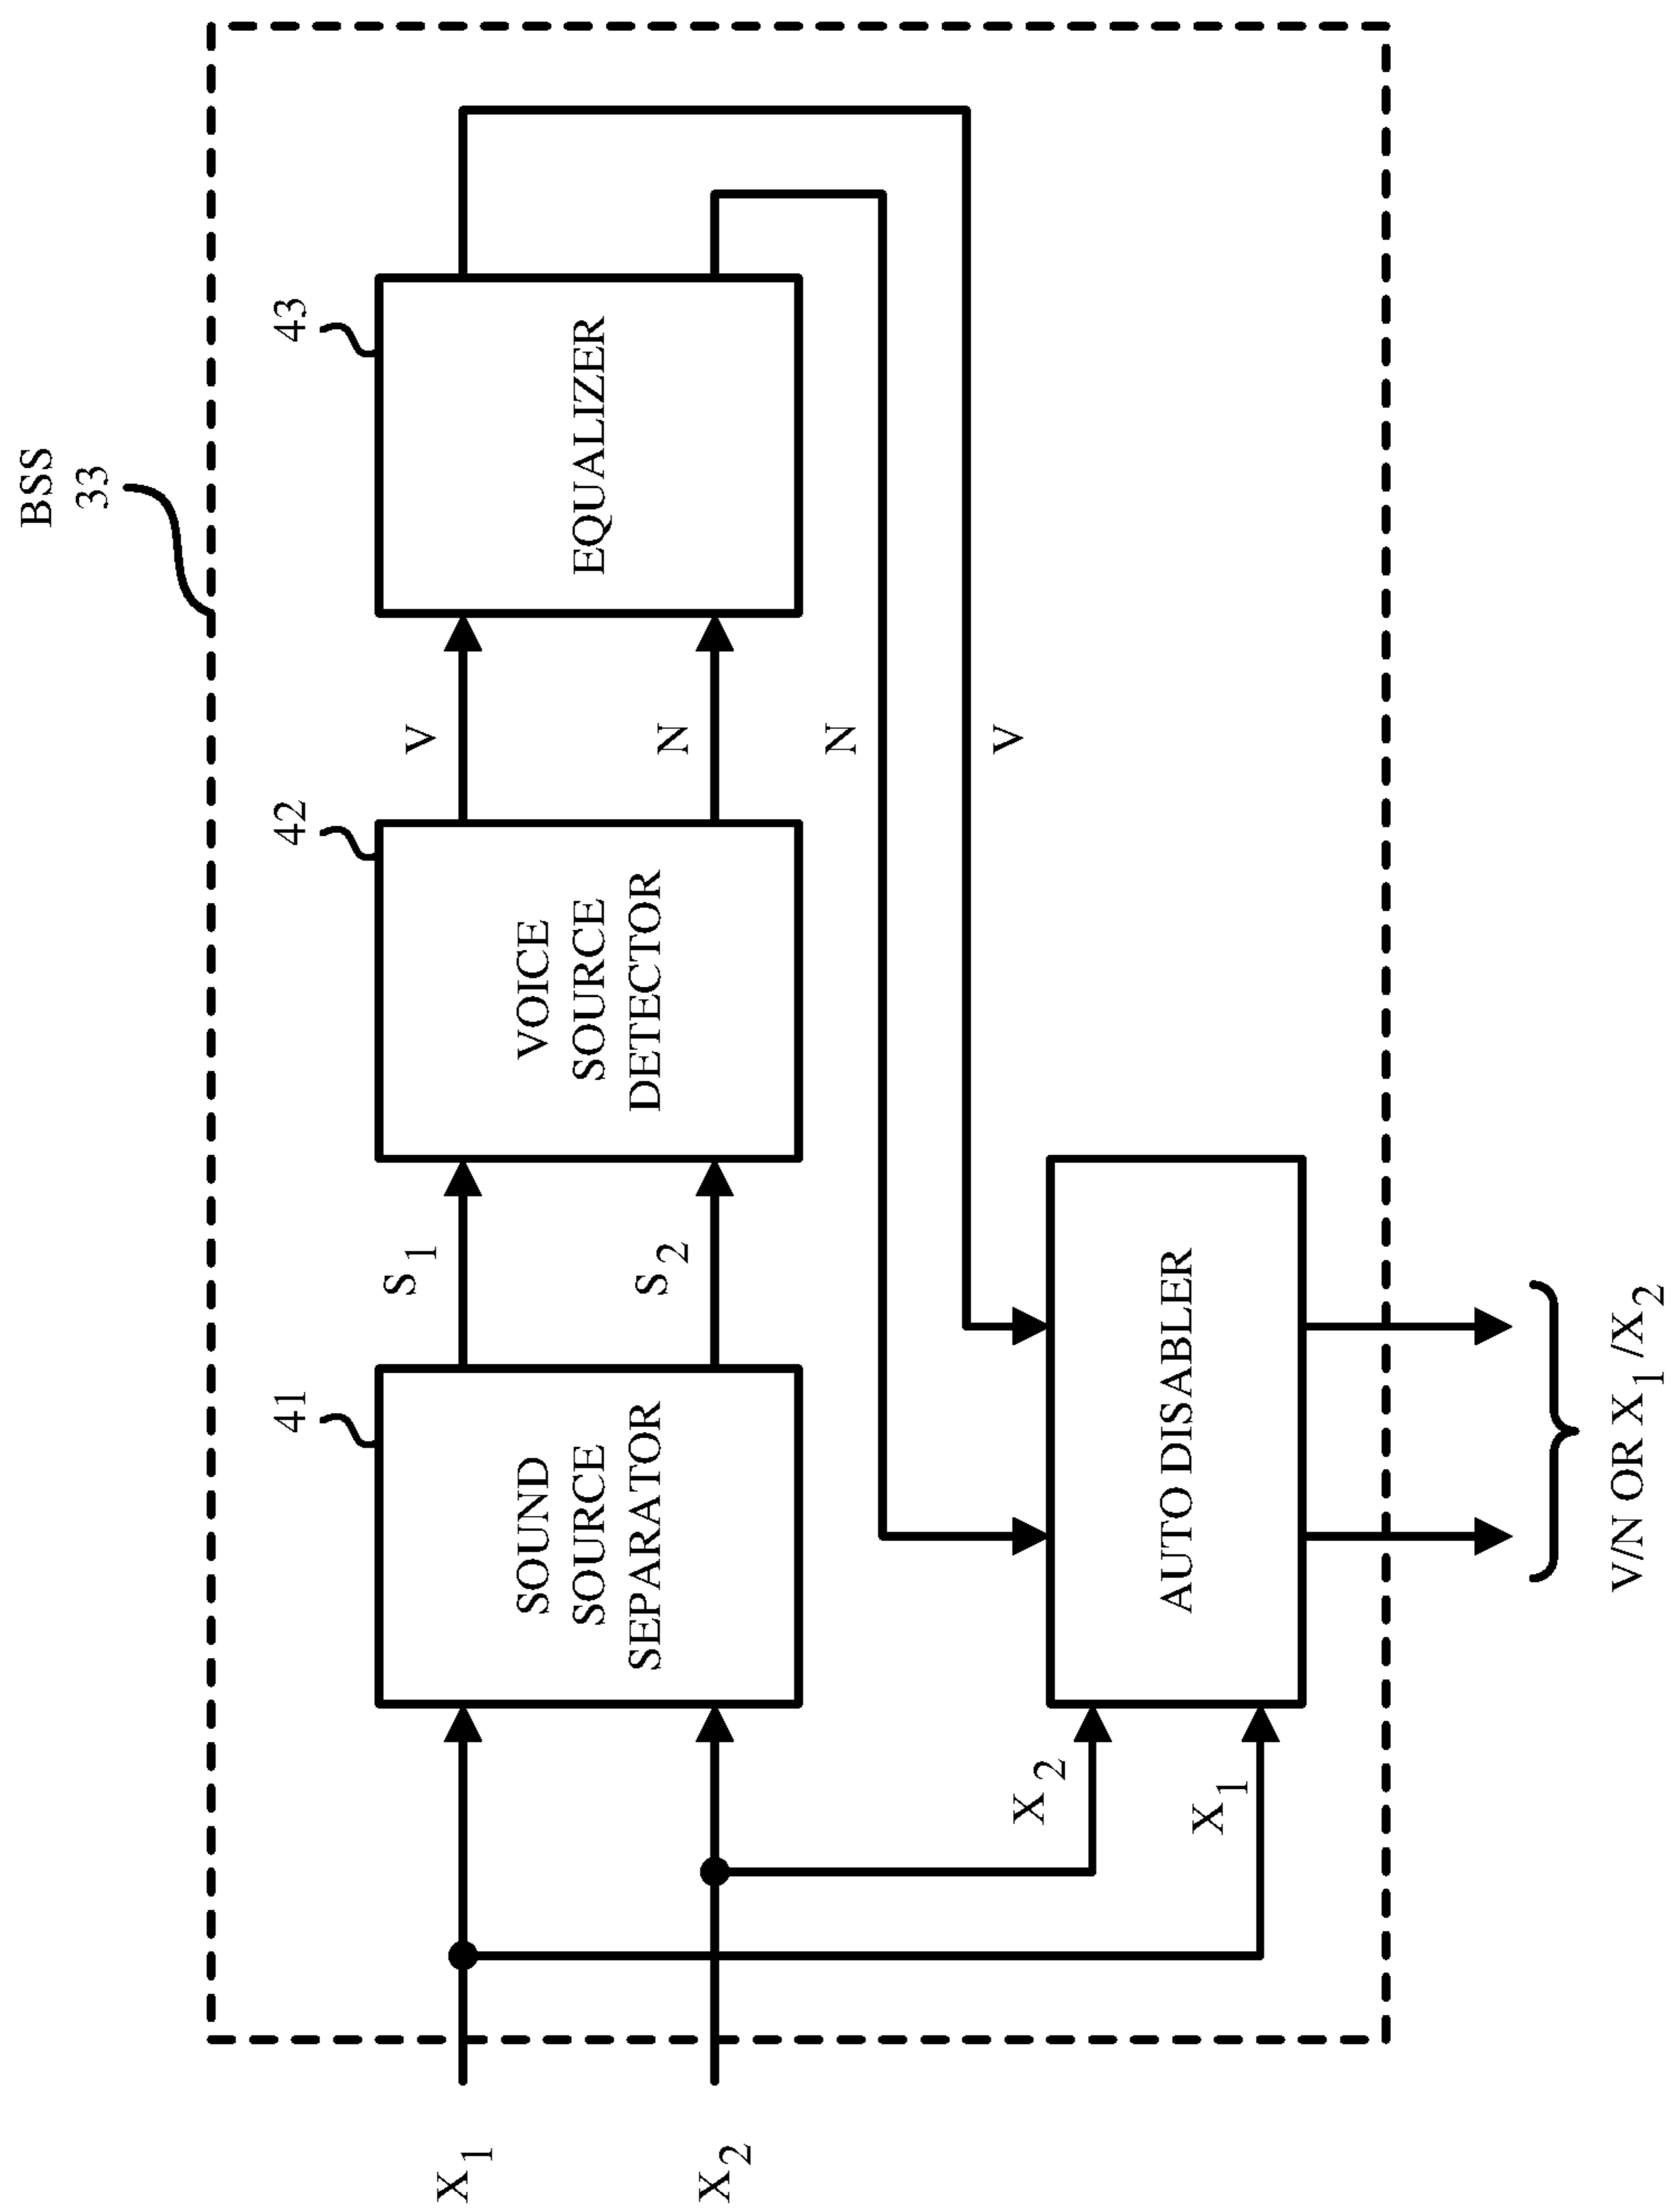 BSS
33
41
42
43
X1
X2
SOUND
SOURCE
SEPARATOR
S1
S2
VOICE
SOURCE
DETECTOR
V
N
EQUALIZER
N
V
X2
X1
AUTO DISABLER
V/N OR X1/X2